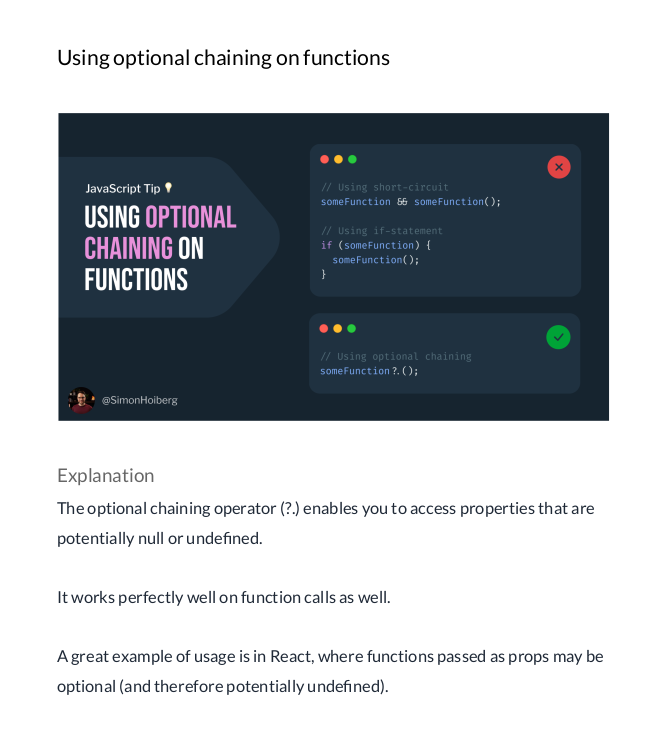 Using optional chaining on functions
JavaScript Tip 💡
USING OPTIONAL
CHAINING ON
FUNCTIONS
@SimonHoiberg
// Using short-circuit
someFunction && someFunction();
// Using if-statement
if (someFunction) {
  someFunction();
}
// Using optional chaining
someFunction?.();
Explanation
The optional chaining operator (?.) enables you to access properties that are
potentially null or undefined.
It works perfectly well on function calls as well.
A great example of usage is in React, where functions passed as props may be
optional (and therefore potentially undefined).